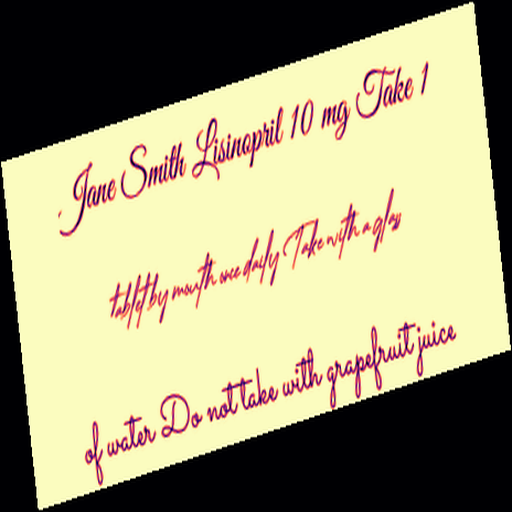 Jane Smith Lisinopril 10 mg Take 1
tablet by mouth once daily Take with a glass
of water Do not take with grapefruit juice